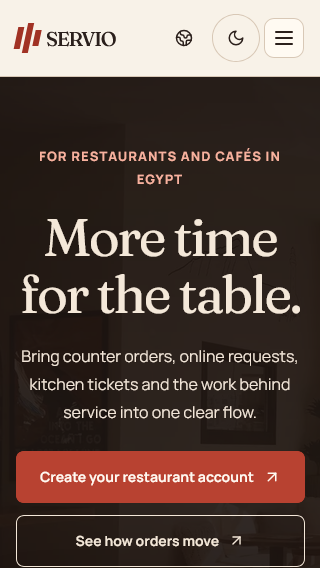 SERVIO
FOR RESTAURANTS AND CAFÉS IN
EGYPT
More time
for the table.
Bring counter orders, online requests,
kitchen tickets and the work behind
service into one clear flow.
Create your restaurant account
See how orders move